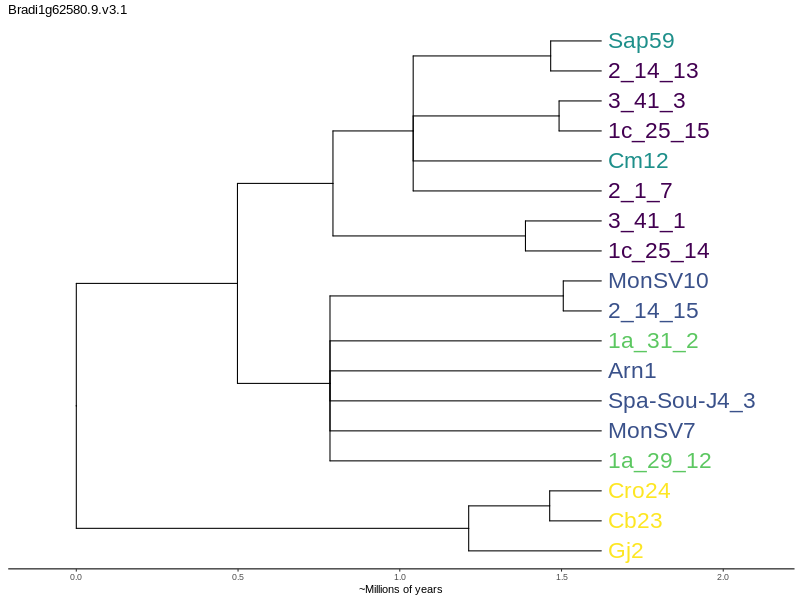 Bradi1g62580.9.v3.1
Sap59
2_14_13
3_41_3
1c_25_15
Cm12
2_1_7
3_41_1
1c_25_14
MonSV10
2_14_15
1a_31_2
Arn1
Spa-Sou-J4_3
MonSV7
1a_29_12
Cro24
Cb23
Gj2
0.0 0.5 1.0 1.5 2.0
~Millions of years